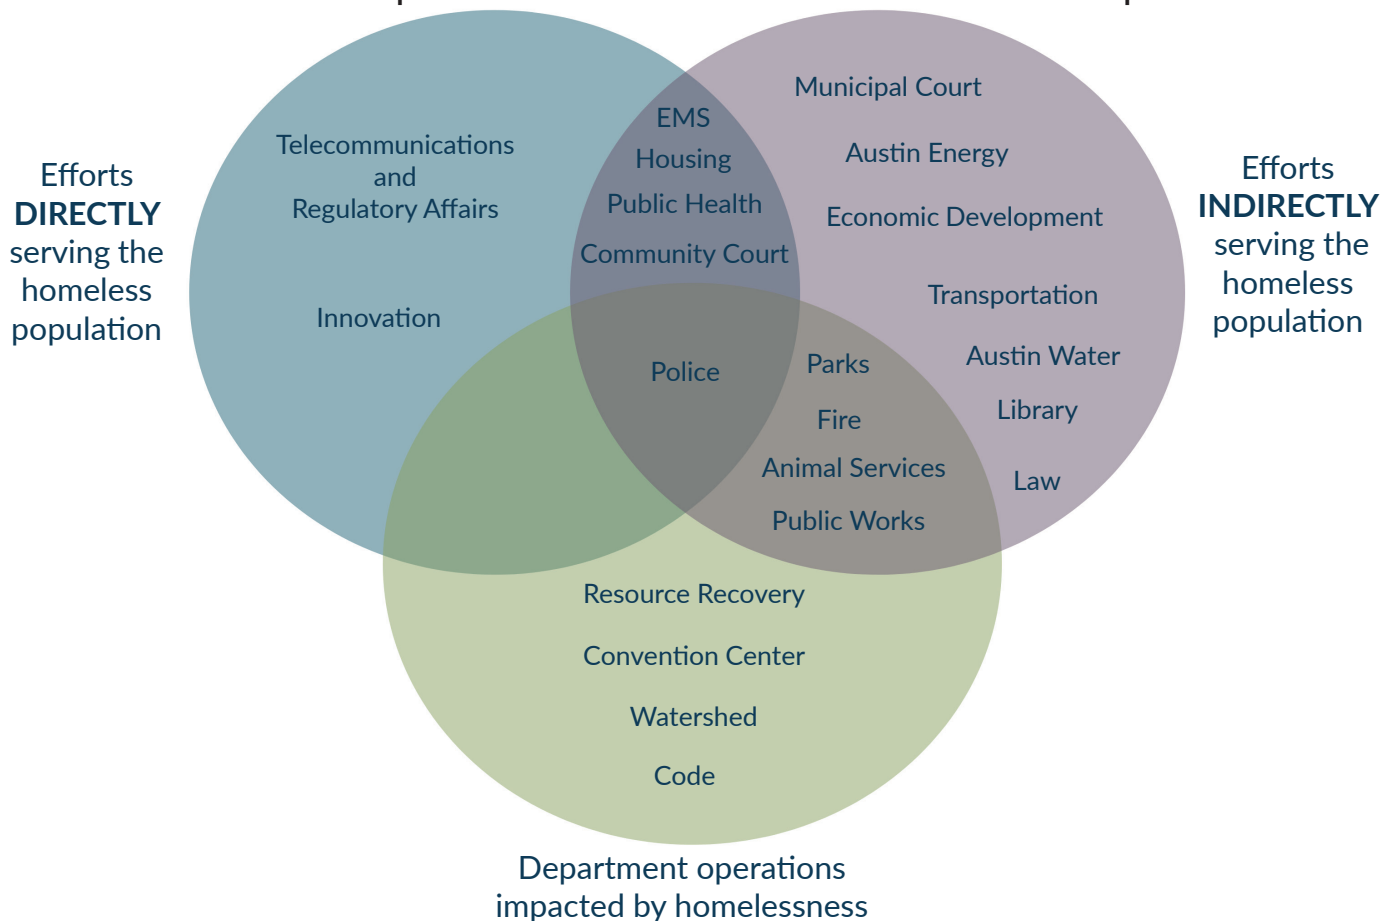 Efforts
DIRECTLY
serving the
homeless
population
Telecommunications
and
Regulatory Affairs
Innovation
EMS
Housing
Public Health
Community Court
Police
Municipal Court
Austin Energy
Economic Development
Transportation
Austin Water
Library
Law
Parks
Fire
Animal Services
Public Works
Efforts
INDIRECTLY
serving the
homeless
population
Resource Recovery
Convention Center
Watershed
Code
Department operations
impacted by homelessness